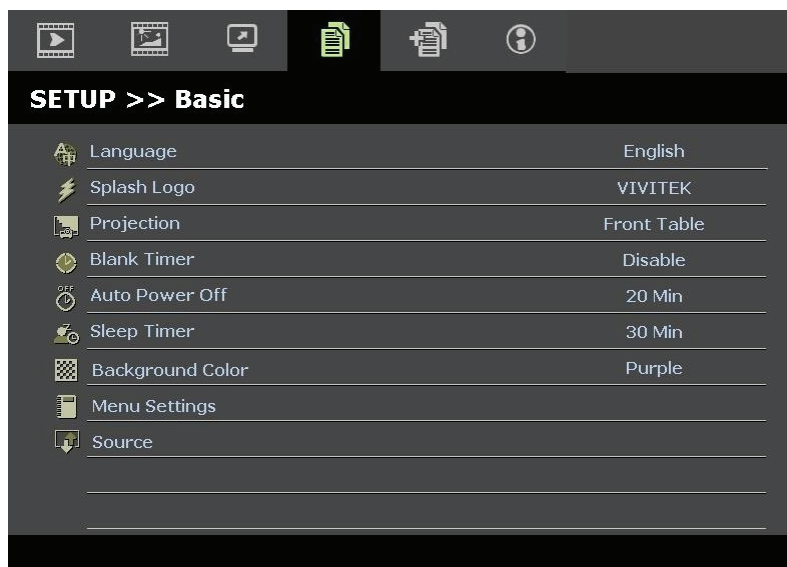 SETUP >> Basic
Language English
Splash Logo VIVITEK
Projection Front Table
Blank Timer Disable
OFF
Auto Power Off 20 Min
Sleep Timer 30 Min
Background Color Purple
Menu Settings
Source